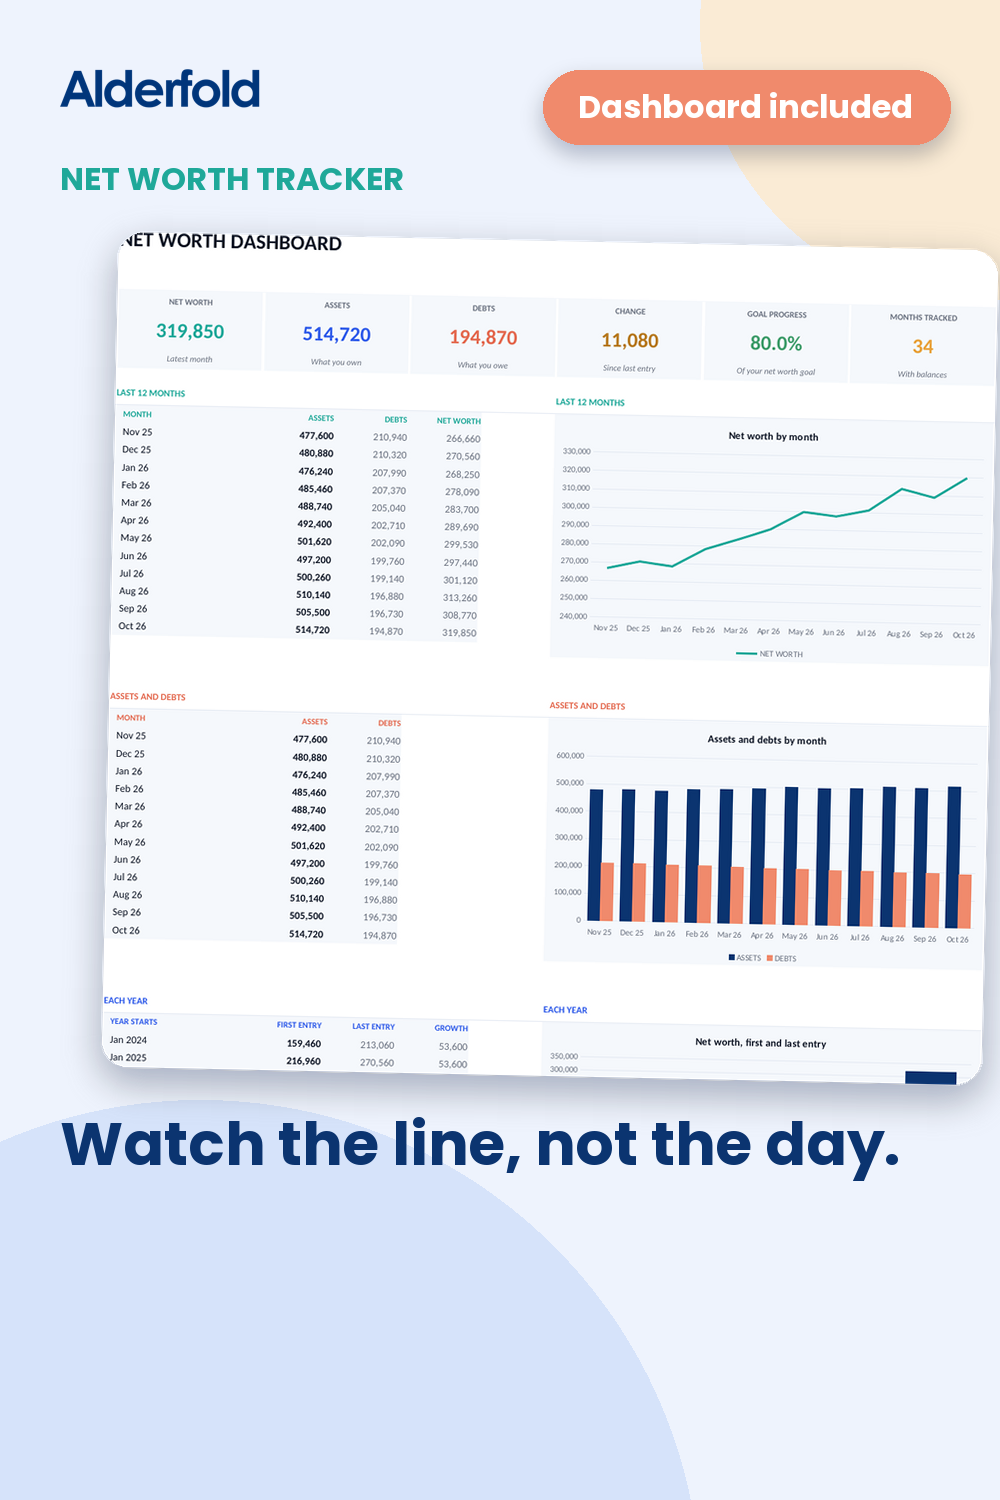 Alderfold
Dashboard included
NET WORTH TRACKER
NET WORTH DASHBOARD
NET WORTH ASSETS DEBTS CHANGE GOAL PROGRESS MONTHS TRACKED
319,850 514,720 194,870 11,080 80.0% 34
Latest month What you own What you owe Since last entry Of your net worth goal With balances
LAST 12 MONTHS
MONTH ASSETS DEBTS NET WORTH
Nov 25 477,600 210,940 266,660
Dec 25 480,880 210,320 270,560
Jan 26 476,240 207,990 268,250
Feb 26 485,460 207,370 278,090
Mar 26 488,740 205,040 283,700
Apr 26 492,400 202,710 289,690
May 26 501,620 202,090 299,530
Jun 26 497,200 199,760 297,440
Jul 26 500,260 199,140 301,120
Aug 26 510,140 196,880 313,260
Sep 26 505,500 196,730 308,770
Oct 26 514,720 194,870 319,850
LAST 12 MONTHS
Net worth by month
330,000
320,000
310,000
300,000
290,000
280,000
270,000
260,000
250,000
240,000
Nov 25 Dec 25 Jan 26 Feb 26 Mar 26 Apr 26 May 26 Jun 26 Jul 26 Aug 26 Sep 26 Oct 26
NET WORTH
ASSETS AND DEBTS
MONTH ASSETS DEBTS
Nov 25 477,600 210,940
Dec 25 480,880 210,320
Jan 26 476,240 207,990
Feb 26 485,460 207,370
Mar 26 488,740 205,040
Apr 26 492,400 202,710
May 26 501,620 202,090
Jun 26 497,200 199,760
Jul 26 500,260 199,140
Aug 26 510,140 196,880
Sep 26 505,500 196,730
Oct 26 514,720 194,870
ASSETS AND DEBTS
Assets and debts by month
600,000
500,000
400,000
300,000
200,000
100,000
0
Nov 25 Dec 25 Jan 26 Feb 26 Mar 26 Apr 26 May 26 Jun 26 Jul 26 Aug 26 Sep 26 Oct 26
ASSETS DEBTS
EACH YEAR
YEAR STARTS FIRST ENTRY LAST ENTRY GROWTH
Jan 2024 159,460 213,060 53,600
Jan 2025 216,960 270,560 53,600
EACH YEAR
Net worth, first and last entry
350,000
300,000
Watch the line, not the day.